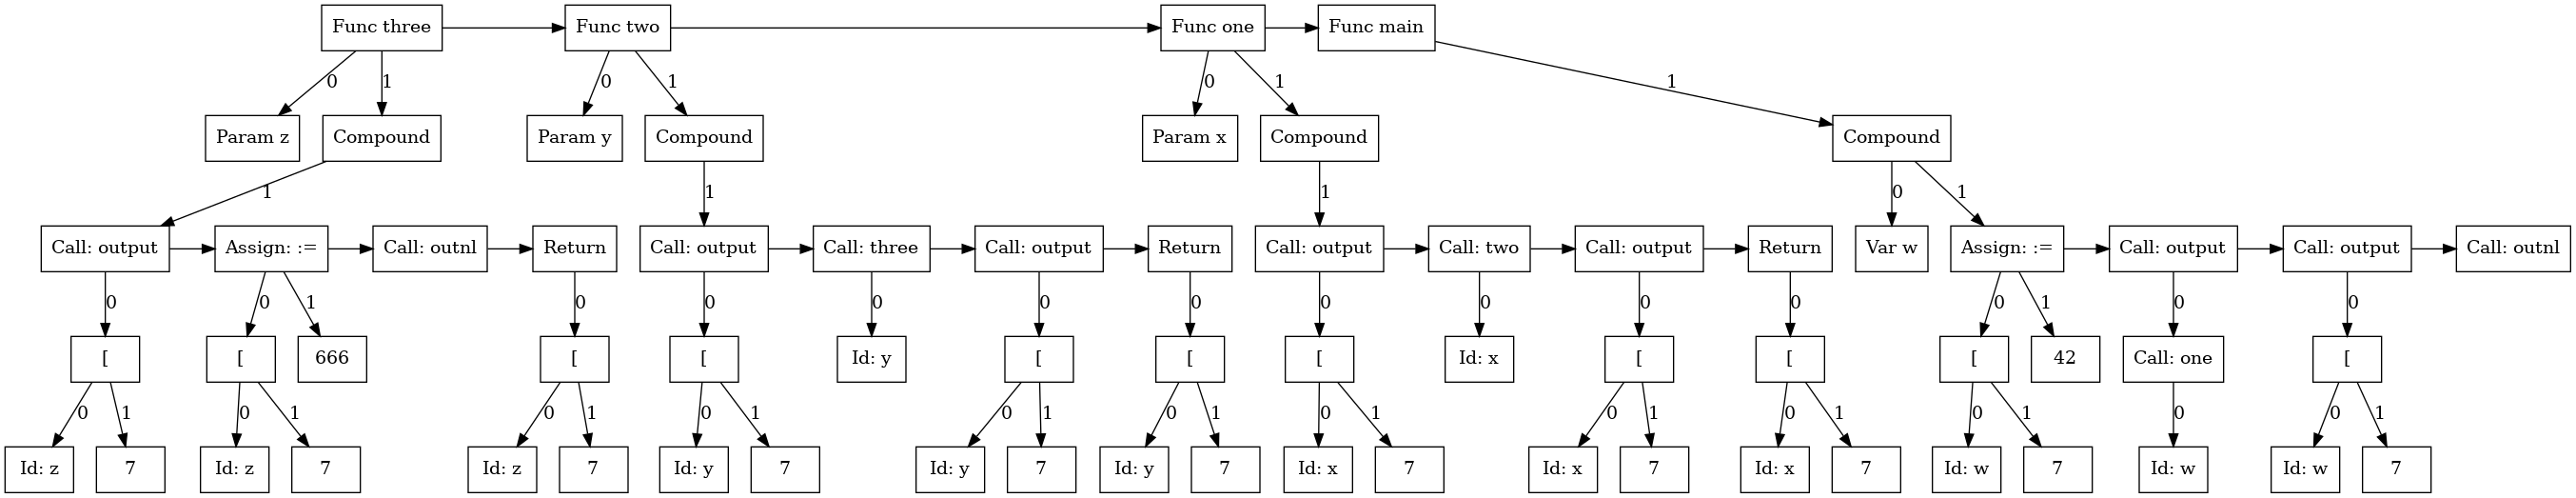 Func three
Func two
Func one
Func main
0
1
0
1
0
1
1
Param z
Compound
Param y
Compound
Param x
Compound
Compound
1
1
1
0
1
Call: output
Assign: :=
Call: outnl
Return
Call: output
Call: three
Call: output
Return
Call: output
Call: two
Call: output
Return
Var w
Assign: :=
Call: output
Call: output
Call: outnl
0
0
1
0
0
0
0
0
0
0
0
0
0
1
0
0
[
[
666
[
[
Id: y
[
[
[
Id: x
[
[
[
42
Call: one
[
0
1
0
1
0
1
0
1
0
1
0
1
0
1
0
1
0
1
0
1
0
0
1
Id: z
7
Id: z
7
Id: z
7
Id: y
7
Id: y
7
Id: y
7
Id: x
7
Id: x
7
Id: x
7
Id: w
7
Id: w
Id: w
7